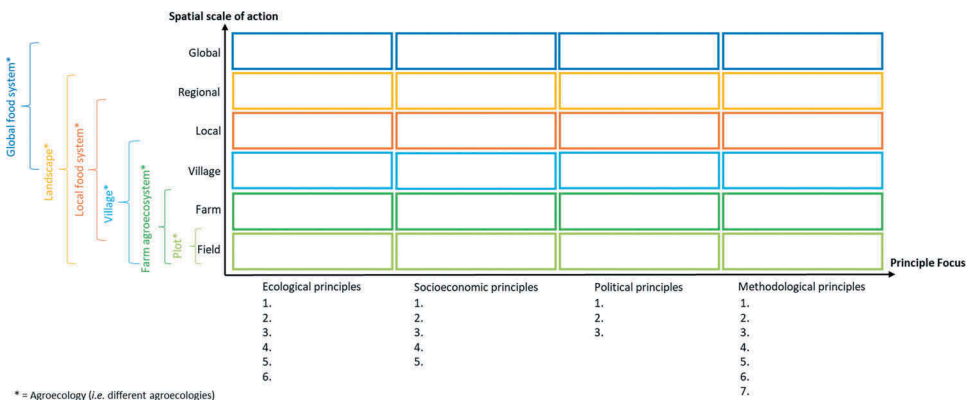 Spatial scale of action
Global
Regional
Local
Village
Farm
Field
Global food system*
Landscape*
Local food system*
Village*
Farm agroecosystem*
Plot*
Principle Focus
Ecological principles
1.
2.
3.
4.
5.
6.
Socioeconomic principles
1.
2.
3.
4.
5.
Political principles
1.
2.
3.
Methodological principles
1.
2.
3.
4.
5.
6.
7.
* = Agroecology (i.e. different agroecologies)